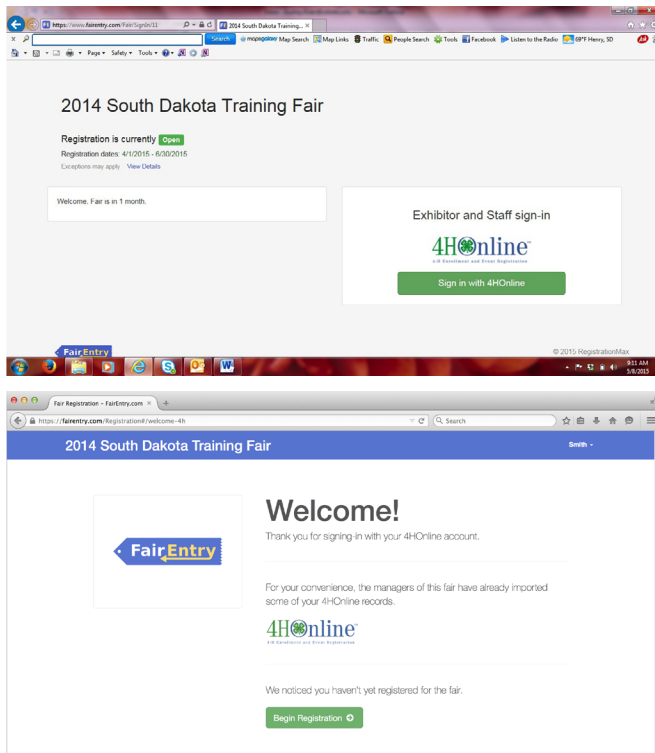 https://www.fairentry.com/Fair/SignIn/11
2014 South Dakota Training...
Search
mapsgalaxy Map Search
Map Links
Traffic
People Search
Tools
Facebook
Listen to the Radio
69°F Henry, SD
Page
Safety
Tools
2014 South Dakota Training Fair
Registration is currently Open
Registration dates: 4/1/2015 - 6/30/2015
Exceptions may apply View Details
Welcome. Fair is in 1 month.
Exhibitor and Staff sign-in
4HOnline
4-H Enrollment and Event Registration
Sign in with 4HOnline
FairEntry
© 2015 RegistrationMax
9:11 AM
5/8/2015
Fair Registration - FairEntry.com
https://fairentry.com/Registration#/welcome-4h
Search
2014 South Dakota Training Fair
Smith
FairEntry
Welcome!
Thank you for signing-in with your 4HOnline account.
For your convenience, the managers of this fair have already imported
some of your 4HOnline records.
4HOnline
4-H Enrollment and Event Registration
We noticed you haven't yet registered for the fair.
Begin Registration